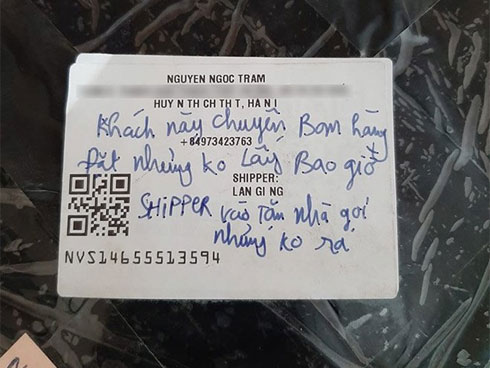 NGUYEN NGOC TRAM
HUY N TH CH TH T, HA N I
Khách này chuyên Bom hàng
+84973423763
Đặt nhưng ko Lấy Bao giờ
SHIPPER:
LAN GI NG
SHIPPER vào tận nhà gọi
nhưng ko ra
NVS14655513594